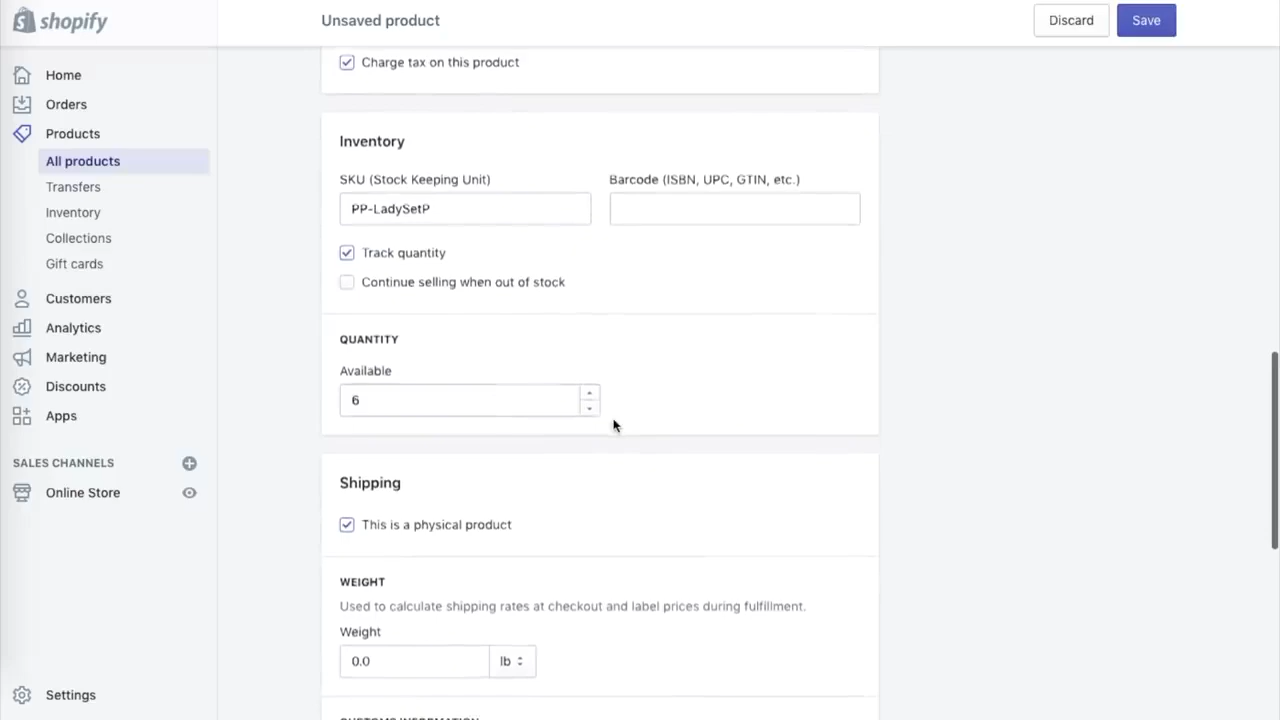 shopify
Unsaved product
Discard
Save
Home
Orders
Products
All products
Transfers
Inventory
Collections
Gift cards
Customers
Analytics
Marketing
Discounts
Apps
SALES CHANNELS
Online Store
Settings
Charge tax on this product
Inventory
SKU (Stock Keeping Unit)
Barcode (ISBN, UPC, GTIN, etc.)
PP-LadySetP
Track quantity
Continue selling when out of stock
QUANTITY
Available
6
Shipping
This is a physical product
WEIGHT
Used to calculate shipping rates at checkout and label prices during fulfillment.
Weight
0.0
lb
CUSTOMS INFORMATION